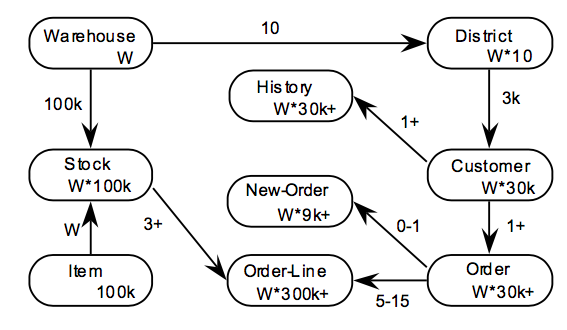 Warehouse
W
10
District
W*10
100k
History
W*30k+
1+
3k
Stock
W*100k
Customer
W*30k
W
3+
New-Order
W*9k+
0-1
1+
Item
100k
Order-Line
W*300k+
5-15
Order
W*30k+